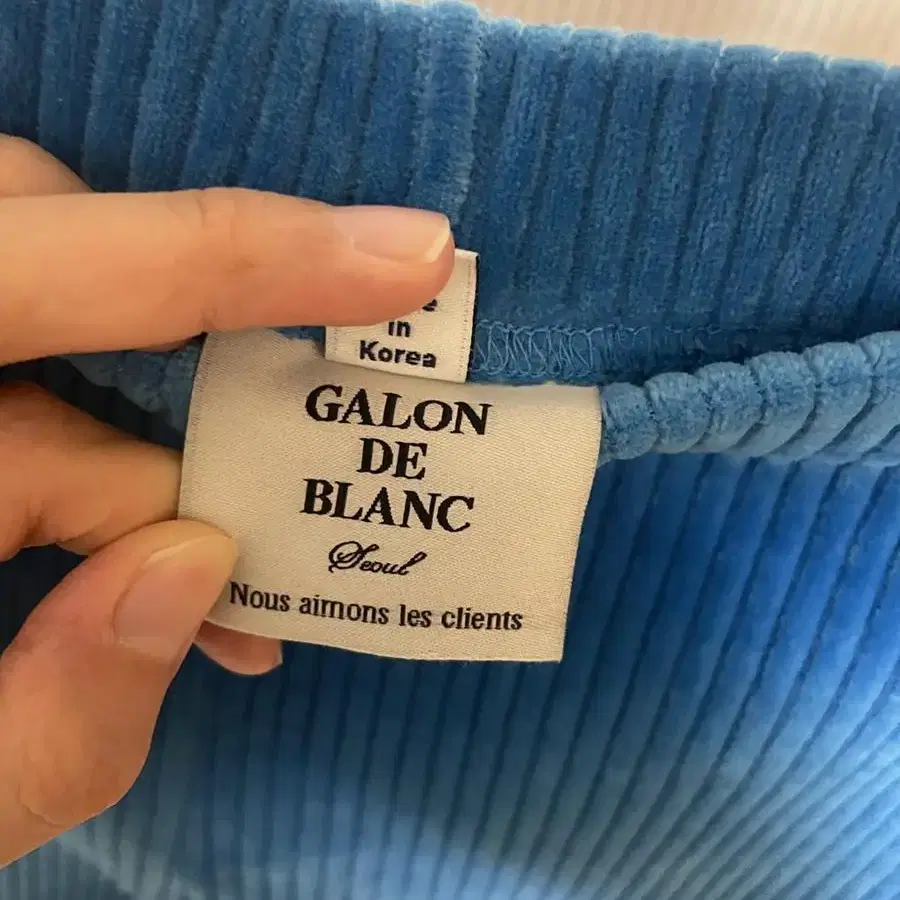 in
Korea
GALON
DE
BLANC
Seoul
Nous aimons les clients